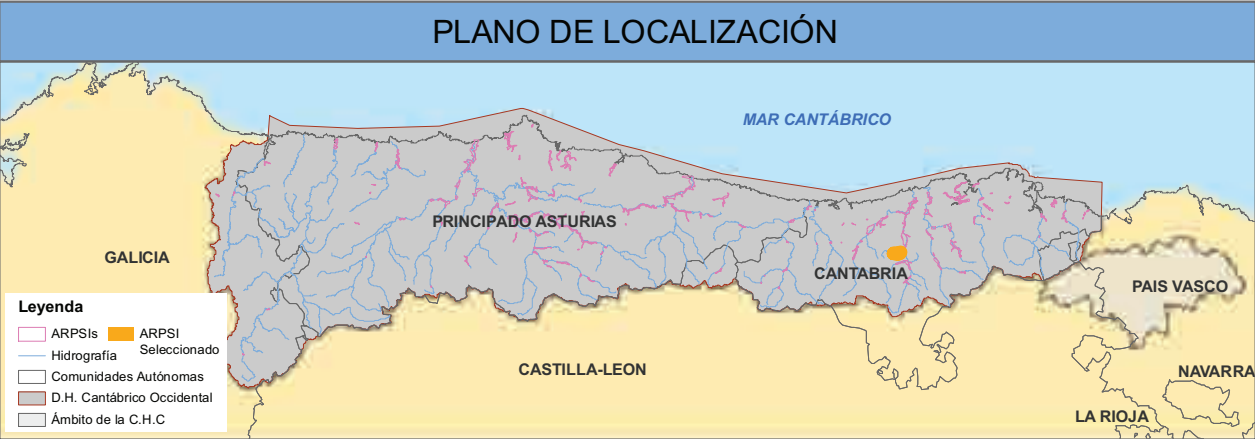 PLANO DE LOCALIZACIÓN
MAR CANTÁBRICO
PRINCIPADO ASTURIAS
GALICIA
CANTABRIA
PAIS VASCO
CASTILLA-LEON
NAVARRA
LA RIOJA
Leyenda
ARPSIs
ARPSI
Seleccionado
Hidrografía
Comunidades Autónomas
D.H. Cantábrico Occidental
Ámbito de la C.H.C